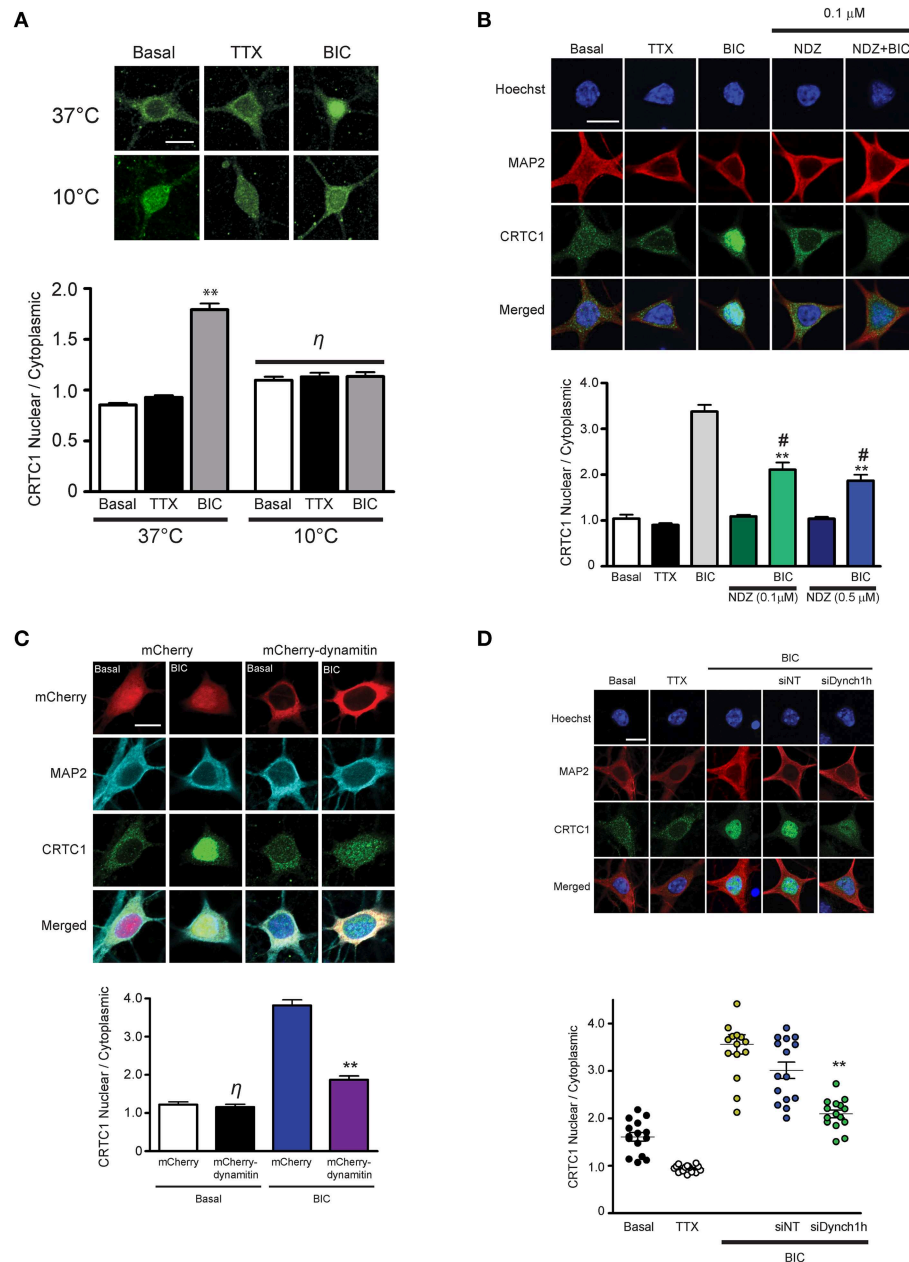 A
Basal TTX BIC
37°C
10°C
CRTC1 Nuclear / Cytoplasmic
2.0
1.5
1.0
0.5
0
**
η
Basal TTX BIC Basal TTX BIC
37°C 10°C
B
0.1 µM
Basal TTX BIC NDZ NDZ+BIC
Hoechst
MAP2
CRTC1
Merged
CRTC1 Nuclear / Cytoplasmic
4.0
3.0
2.0
1.0
0
# 
**
#
**
Basal TTX BIC BIC BIC
NDZ (0.1µM) NDZ (0.5 µM)
C
mCherry mCherry-dynamitin
Basal BIC Basal BIC
mCherry
MAP2
CRTC1
Merged
CRTC1 Nuclear / Cytoplasmic
4.0
3.0
2.0
1.0
0
η
**
mCherry mCherry-dynamitin mCherry mCherry-dynamitin
Basal BIC
D
BIC
Basal TTX siNT siDynch1h
Hoechst
MAP2
CRTC1
Merged
CRTC1 Nuclear / Cytoplasmic
4.0
3.0
2.0
1.0
0
**
Basal TTX siNT siDynch1h
BIC